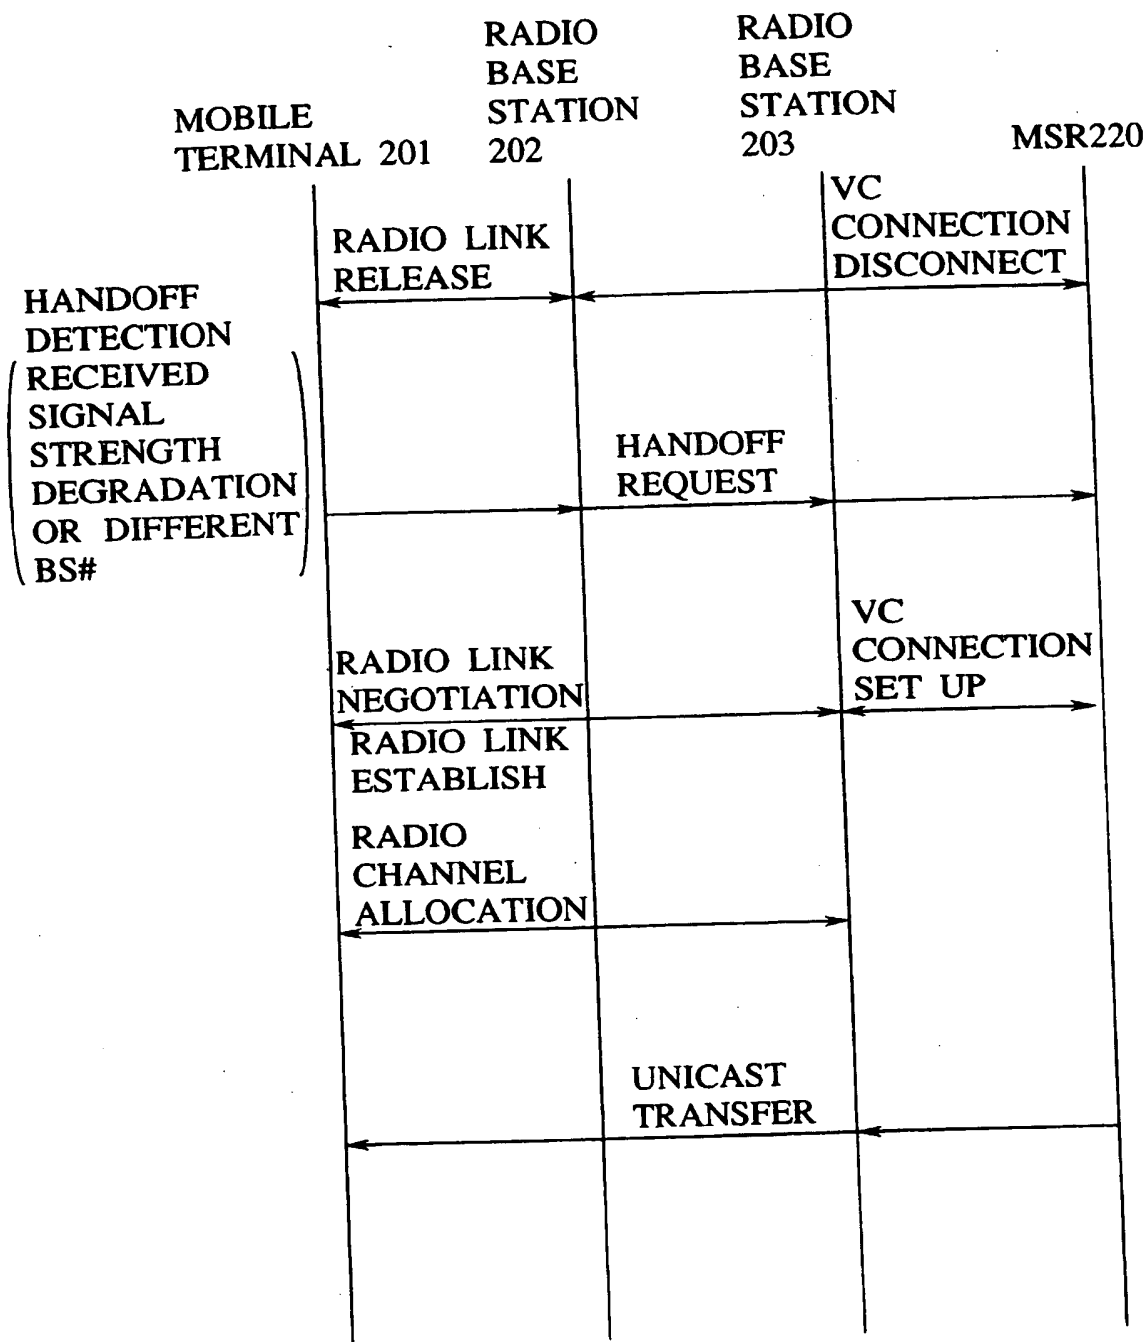 MOBILE
TERMINAL 201
RADIO
BASE
STATION
202
RADIO
BASE
STATION
203
MSR220
RADIO LINK
RELEASE
VC
CONNECTION
DISCONNECT
HANDOFF
DETECTION
RECEIVED
SIGNAL
STRENGTH
DEGRADATION
OR DIFFERENT
BS#
HANDOFF
REQUEST
RADIO LINK
NEGOTIATION
VC
CONNECTION
SET UP
RADIO LINK
ESTABLISH
RADIO
CHANNEL
ALLOCATION
UNICAST
TRANSFER